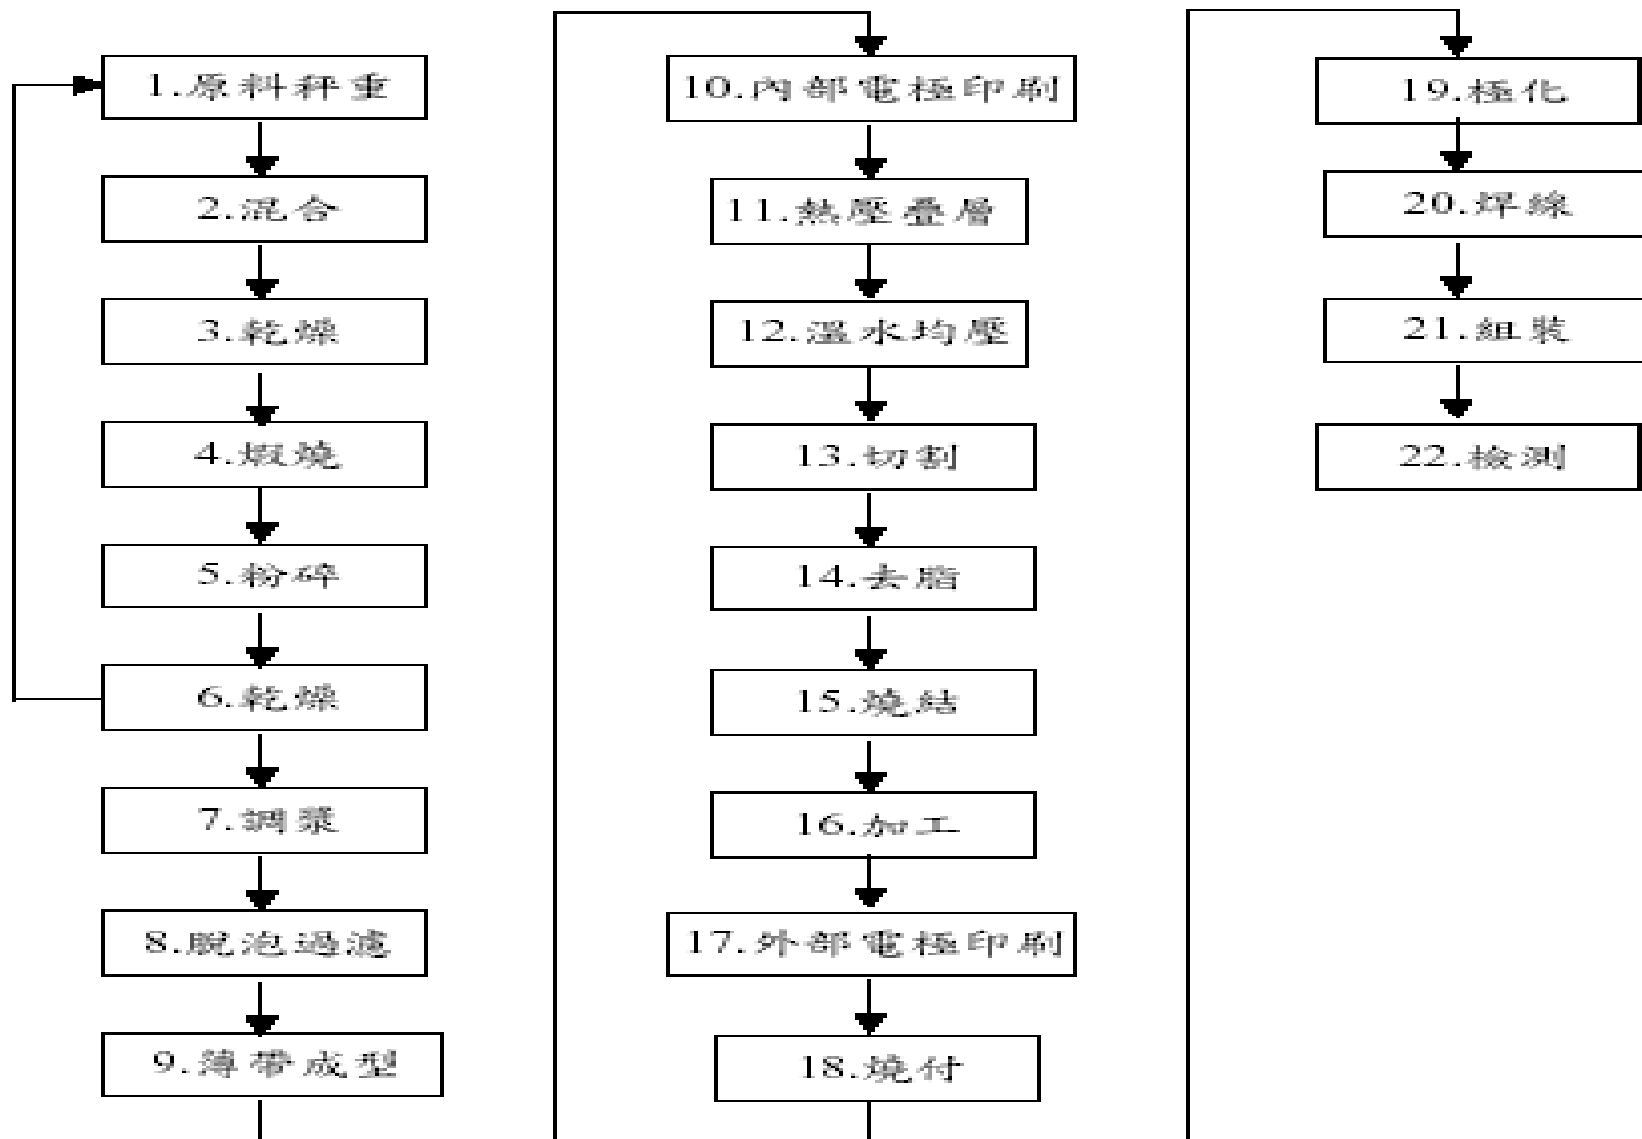 1.原料秤重
2.混合
3.乾燥
4.煅燒
5.粉碎
6.乾燥
7.調漿
8.脫泡過濾
9.薄帶成型
10.內部電極印刷
11.熱壓疊層
12.溫水均壓
13.切割
14.去脂
15.燒結
16.加工
17.外部電極印刷
18.燒付
19.極化
20.焊線
21.組裝
22.檢測